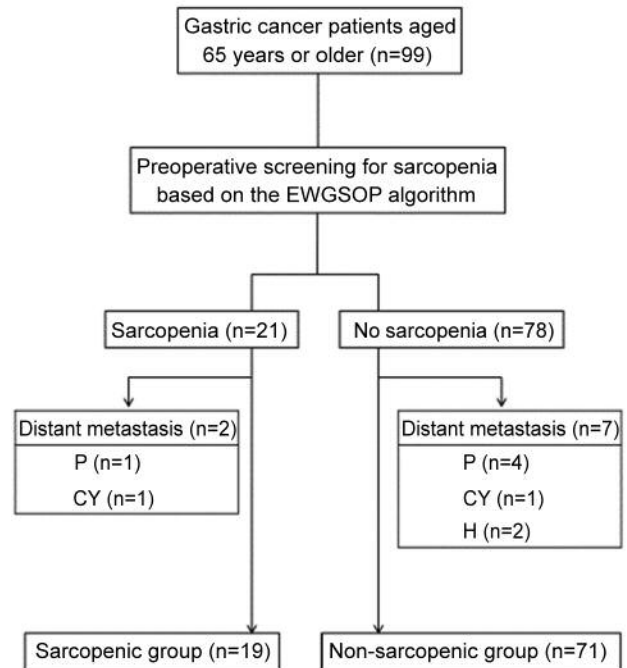 Gastric cancer patients aged
65 years or older (n=99)
Preoperative screening for sarcopenia
based on the EWGSOP algorithm
Sarcopenia (n=21)
No sarcopenia (n=78)
Distant metastasis (n=2)
P (n=1)
CY (n=1)
Distant metastasis (n=7)
P (n=4)
CY (n=1)
H (n=2)
Sarcopenic group (n=19)
Non-sarcopenic group (n=71)